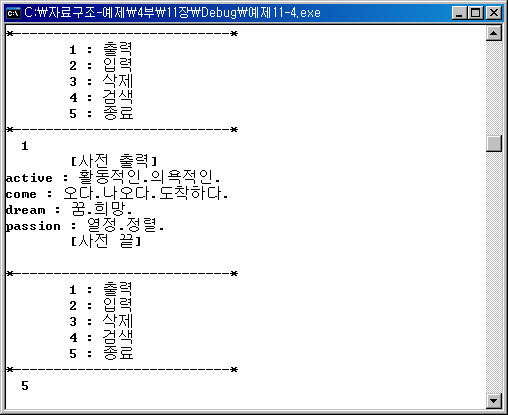 C:₩자료구조-예제₩4부₩11장₩Debug₩예제11-4.exe
*----------------------------*
1 : 출력
2 : 입력
3 : 삭제
4 : 검색
5 : 종료
*----------------------------*
1
[사전 출력]
active : 활동적인.의욕적인.
come : 오다.나오다.도착하다.
dream : 꿈.희망.
passion : 열정.정렬.
[사전 끝]
*----------------------------*
1 : 출력
2 : 입력
3 : 삭제
4 : 검색
5 : 종료
*----------------------------*
5